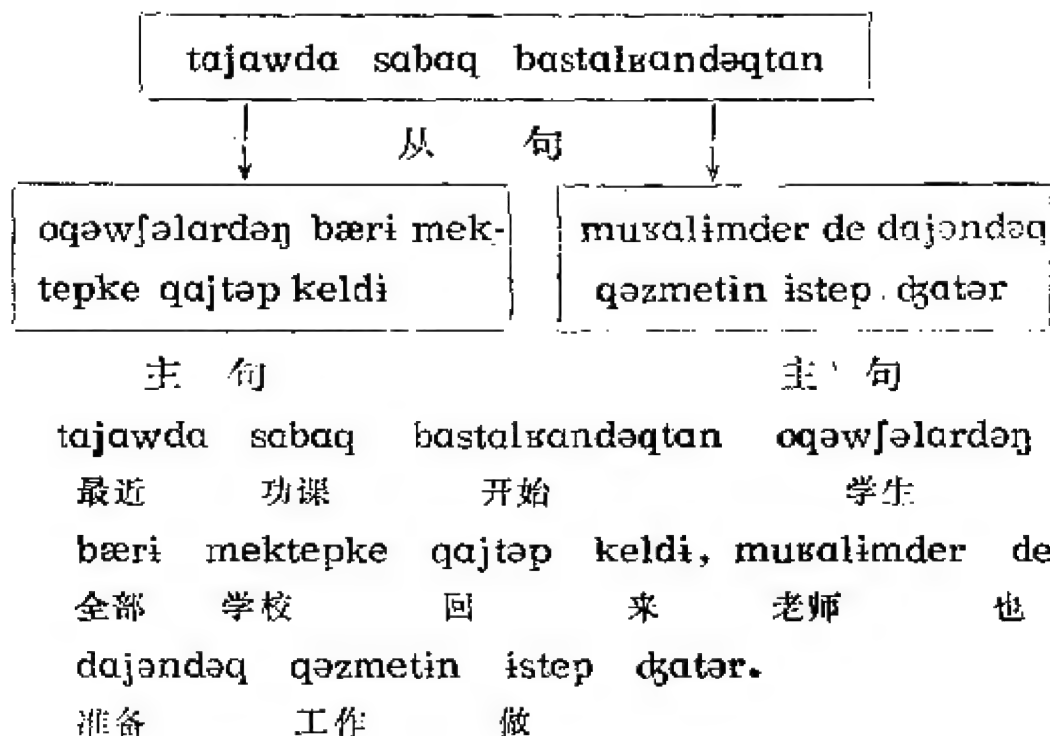 tajawda sabaq bastalʁandəqtan
从 句
oqəwʃəlardəŋ bæri mek-
tepke qajtəp keldi
muʁalimder de dajəndəq
qəzmetin istep ʤatər
主 句 主 句
tajawda sabaq bastalʁandəqtan oqəwʃəlardəŋ
最近 功课 开始 学生
bæri mektepke qajtəp keldi, muʁalimder de
全部 学校 回 来 老师 也
dajəndəq qəzmetin istep ʤatər.
准备 工作 做